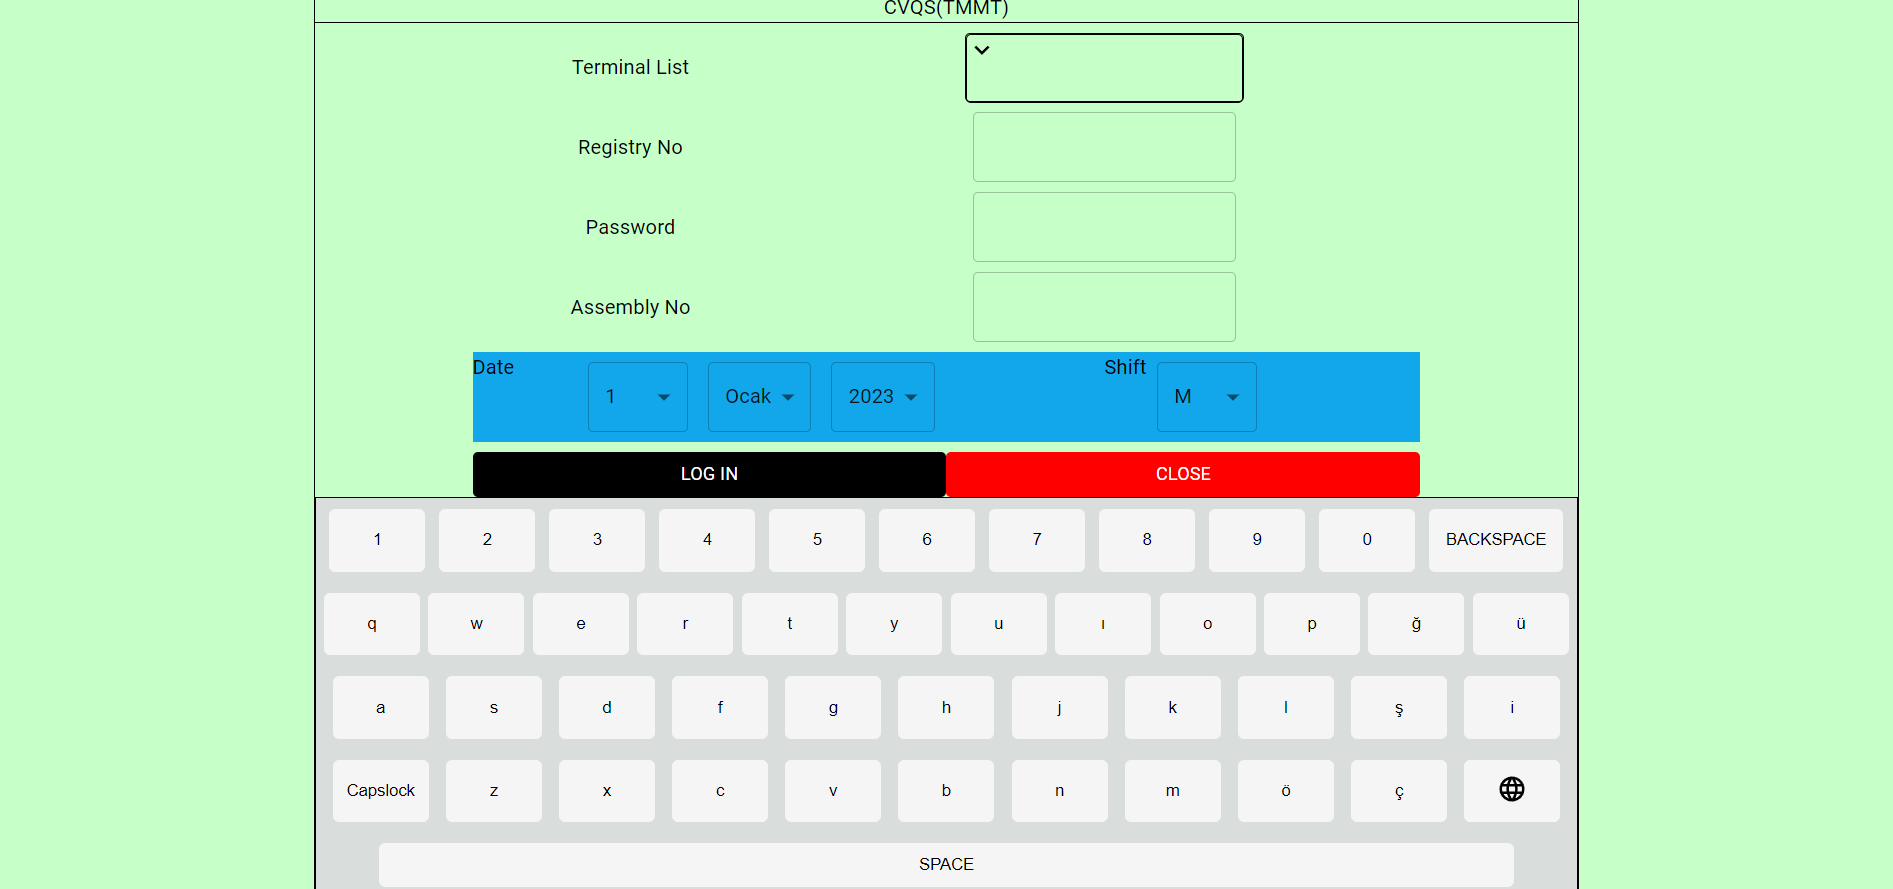 CVQS(TMMT)
Terminal List
Registry No
Password
Assembly No
Date 1 Ocak 2023 Shift M
LOG IN CLOSE
1 2 3 4 5 6 7 8 9 0 BACKSPACE
q w e r t y u ı o p ğ ü
a s d f g h j k l ş i
Capslock z x c v b n m ö ç
SPACE